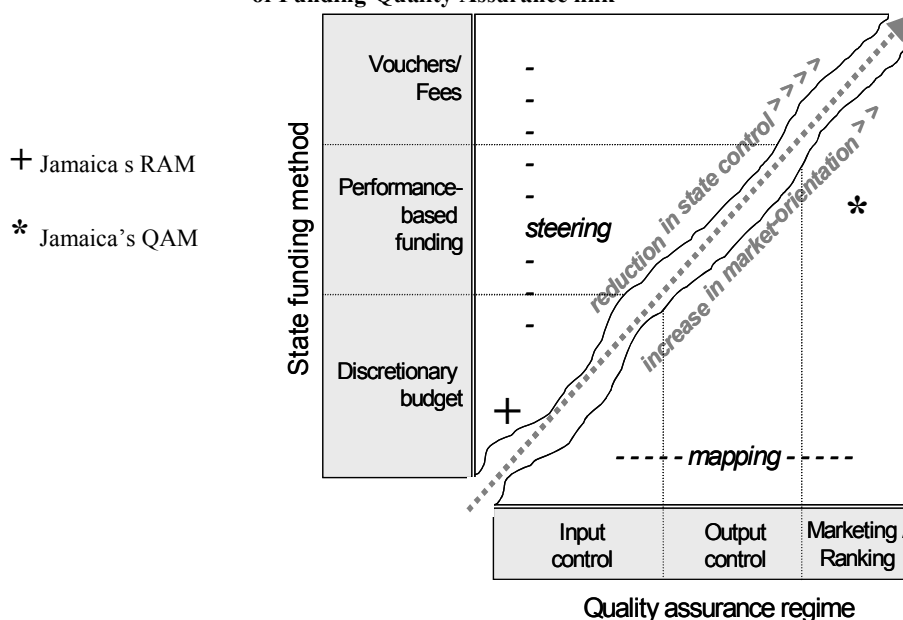 or Funding-Quality Assurance link
Vouchers/
Fees
Performance-
based
funding
Discretionary
budget
State funding method
+ Jamaica s RAM
* Jamaica's QAM
steering
reduction in state control > > > >
increase in market-orientation > >
+
*
- - - - - mapping - - - - -
Input
control
Output
control
Marketing /
Ranking
Quality assurance regime